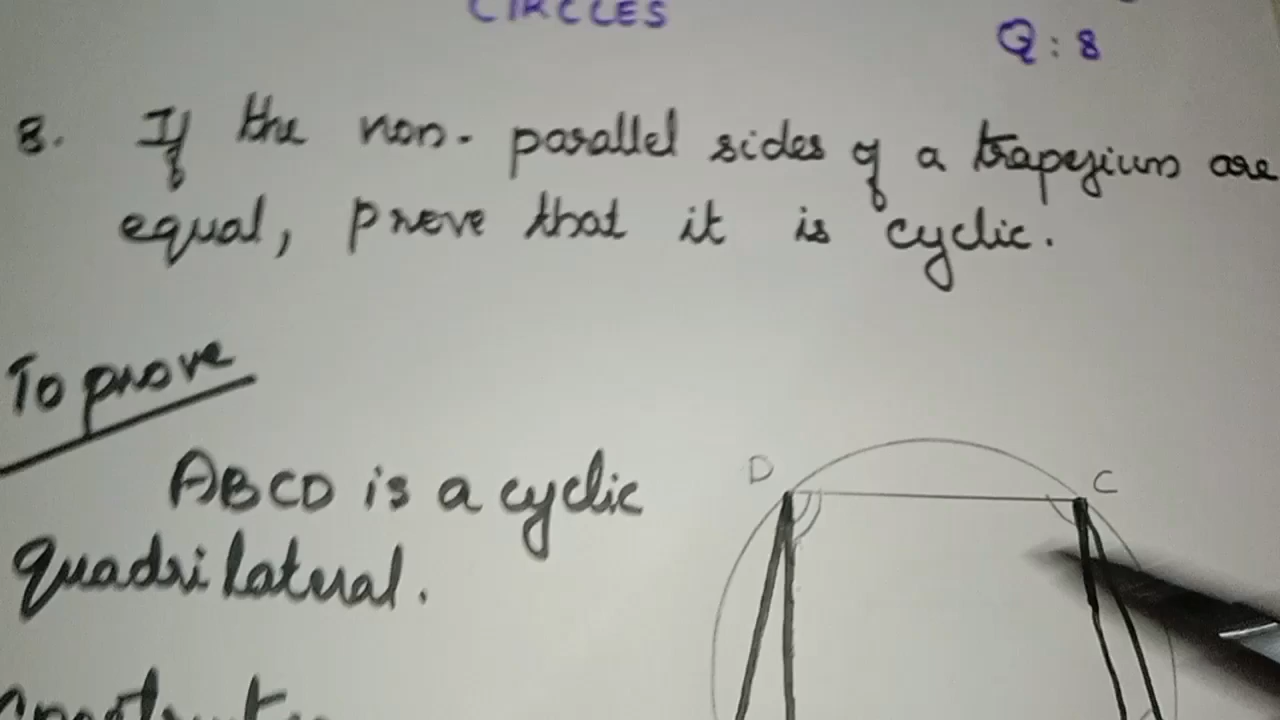 CIRCLES
Q: 8
8. If the non-parallel sides of a trapezium are
equal, prove that it is cyclic.
To prove
ABCD is a cyclic
quadrilatural.
D
C